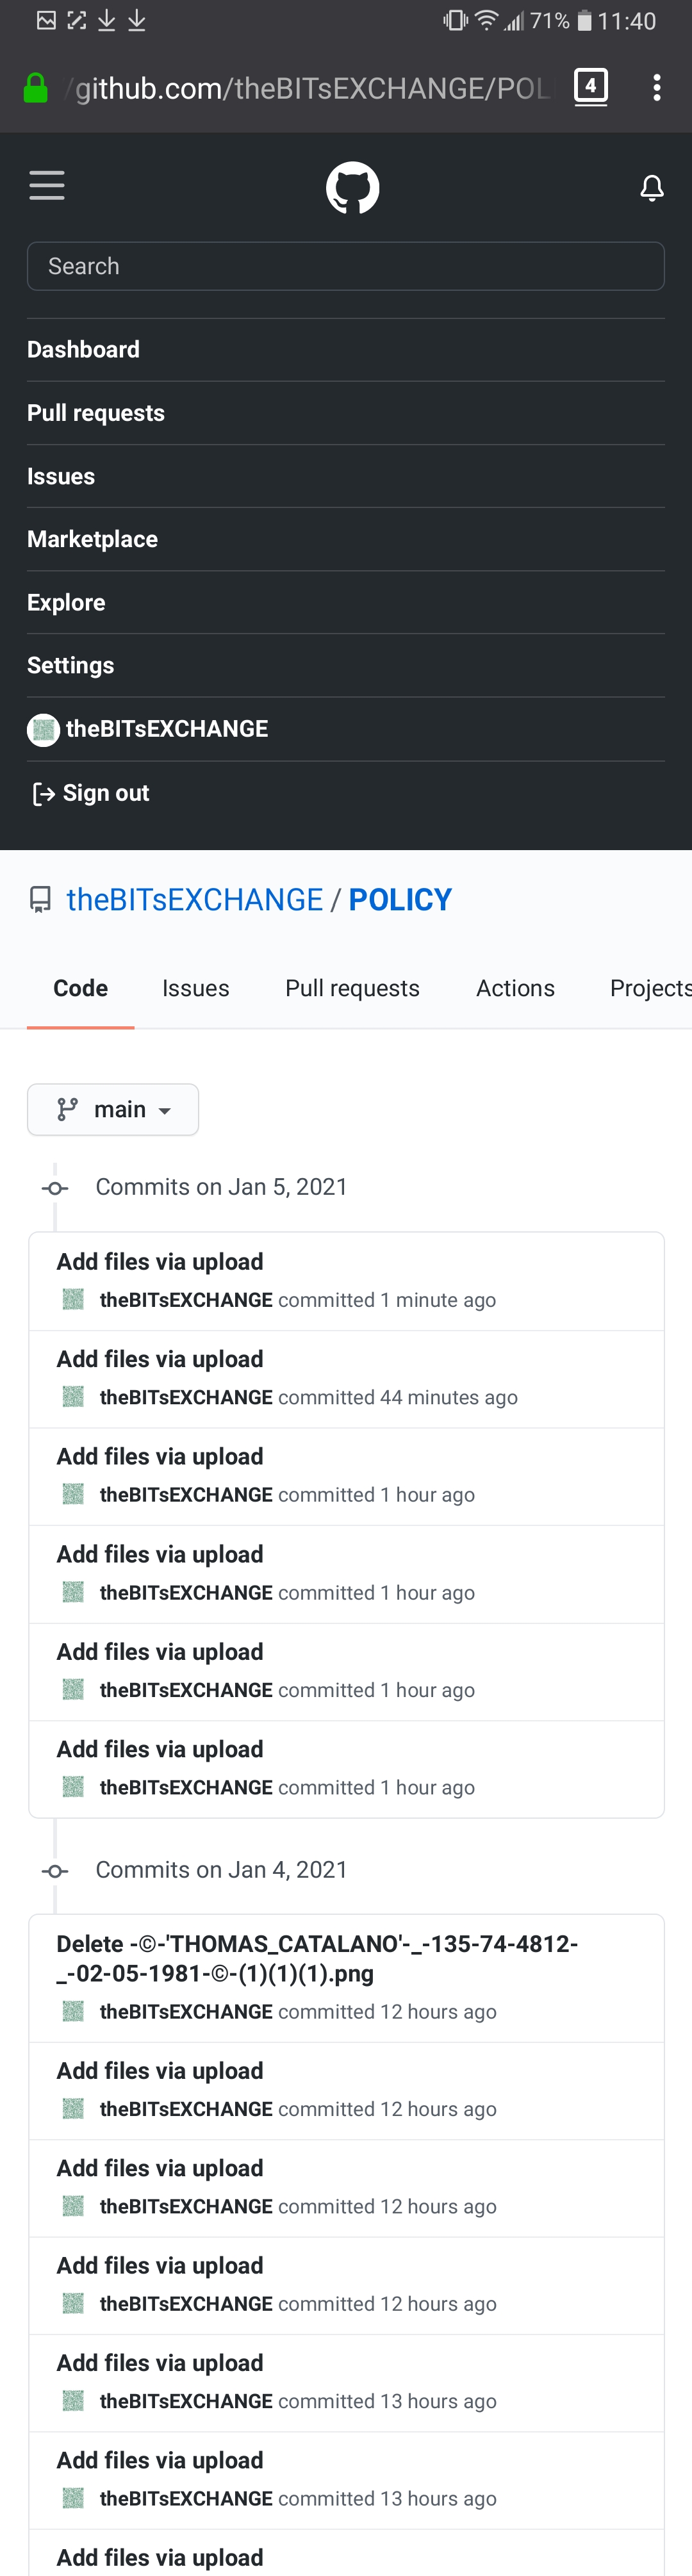 71% 11:40
/github.com/theBITsEXCHANGE/POL
4
Search
Dashboard
Pull requests
Issues
Marketplace
Explore
Settings
theBITsEXCHANGE
Sign out
theBITsEXCHANGE / POLICY
Code Issues Pull requests Actions Projects
main
Commits on Jan 5, 2021
Add files via upload
theBITsEXCHANGE committed 1 minute ago
Add files via upload
theBITsEXCHANGE committed 44 minutes ago
Add files via upload
theBITsEXCHANGE committed 1 hour ago
Add files via upload
theBITsEXCHANGE committed 1 hour ago
Add files via upload
theBITsEXCHANGE committed 1 hour ago
Add files via upload
theBITsEXCHANGE committed 1 hour ago
Commits on Jan 4, 2021
Delete -©-'THOMAS_CATALANO'-_-135-74-4812-
_-02-05-1981-©-(1)(1)(1).png
theBITsEXCHANGE committed 12 hours ago
Add files via upload
theBITsEXCHANGE committed 12 hours ago
Add files via upload
theBITsEXCHANGE committed 12 hours ago
Add files via upload
theBITsEXCHANGE committed 12 hours ago
Add files via upload
theBITsEXCHANGE committed 13 hours ago
Add files via upload
theBITsEXCHANGE committed 13 hours ago
Add files via upload